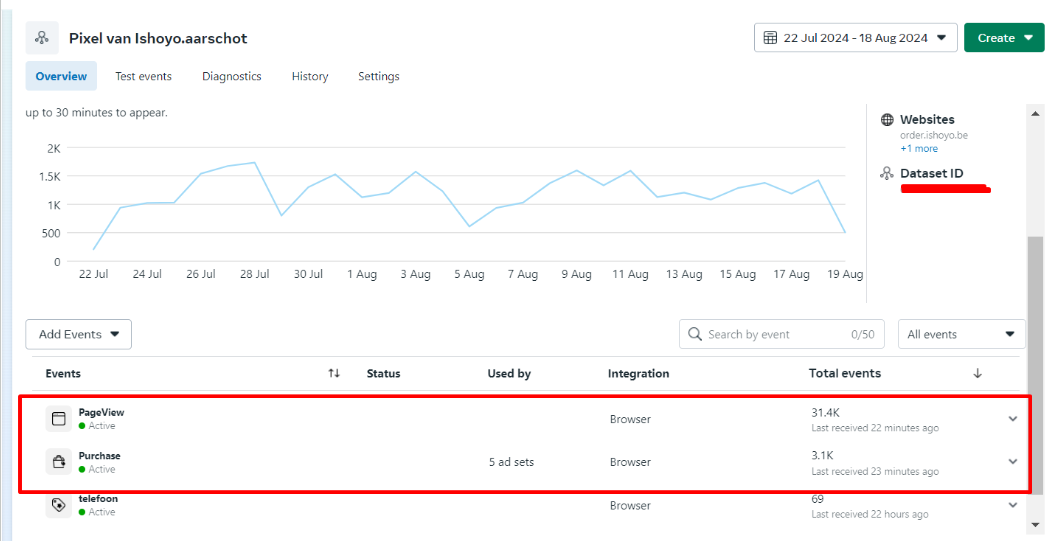 Pixel van Ishoyo.aarschot
22 Jul 2024 - 18 Aug 2024
Create
Overview
Test events
Diagnostics
History
Settings
up to 30 minutes to appear.
2K
1.5K
1K
500
0
22 Jul
24 Jul
26 Jul
28 Jul
30 Jul
1 Aug
3 Aug
5 Aug
7 Aug
9 Aug
11 Aug
13 Aug
15 Aug
17 Aug
19 Aug
Websites
order.ishoyo.be
+1 more
Dataset ID
Add Events
Search by event
0/50
All events
Events
Status
Used by
Integration
Total events
PageView
Active
Browser
31.4K
Last received 22 minutes ago
Purchase
Active
5 ad sets
Browser
3.1K
Last received 23 minutes ago
telefoon
Active
Browser
69
Last received 22 hours ago